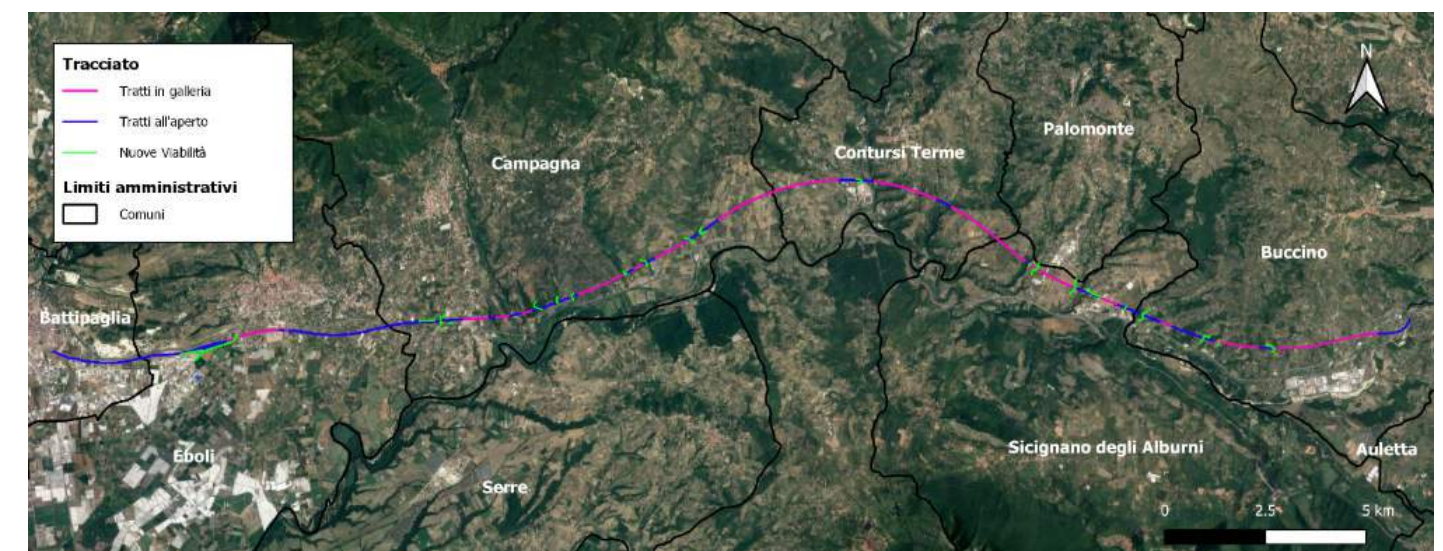 Tracciato
Tratti in galleria
Tratti all'aperto
Nuove Viabilità
Limiti amministrativi
Comuni
N
Palomonte
Contursi Terme
Campagna
Buccino
Battipaglia
Sicignano degli Alburni
Auletta
Eboli
Serre
0 2.5 5 km